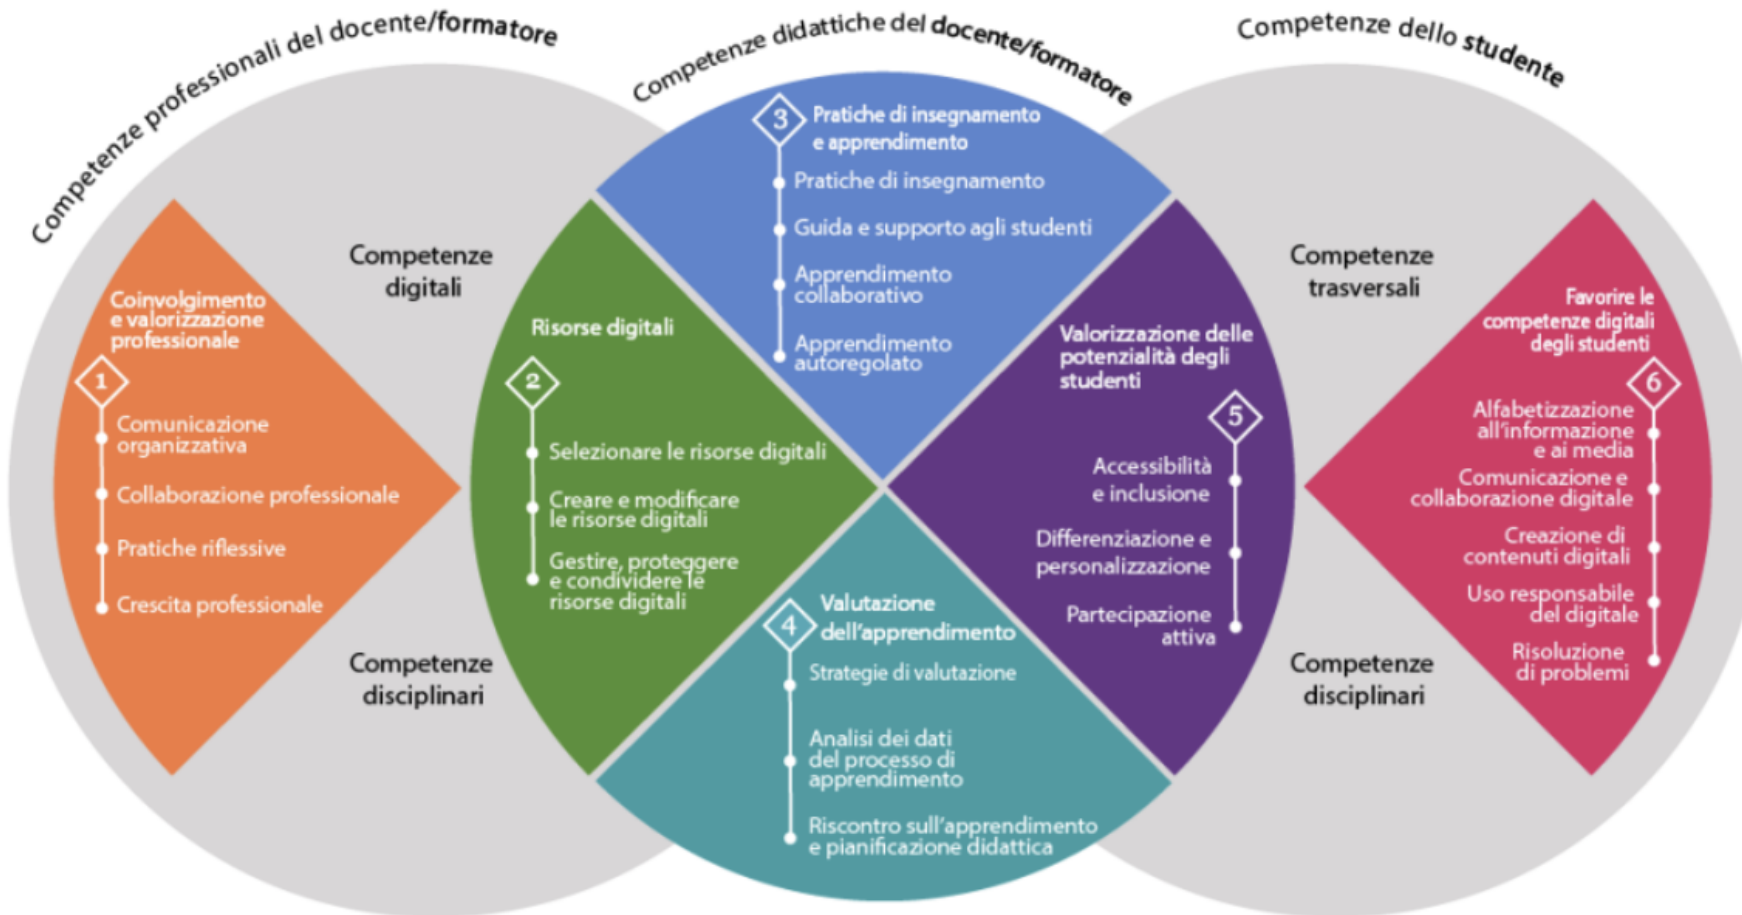 Competenze professionali del docente/formatore
Competenze didattiche del docente/formatore
Competenze dello studente
Competenze
digitali
Competenze
disciplinari
Coinvolgimento
e valorizzazione
professionale
1
Comunicazione
organizzativa
Collaborazione professionale
Pratiche riflessive
Crescita professionale
Risorse digitali
2
Selezionare le risorse digitali
Creare e modificare
le risorse digitali
Gestire, proteggere
e condividere le
risorse digitali
3
Pratiche di insegnamento
e apprendimento
Pratiche di insegnamento
Guida e supporto agli studenti
Apprendimento
collaborativo
Apprendimento
autoregolato
4
Valutazione
dell'apprendimento
Strategie di valutazione
Analisi dei dati
del processo di
apprendimento
Riscontro sull'apprendimento
e pianificazione didattica
Valorizzazione delle
potenzialità degli
studenti
5
Accessibilità
e inclusione
Differenziazione e
personalizzazione
Partecipazione
attiva
Competenze
trasversali
Competenze
disciplinari
Favorire le
competenze digitali
degli studenti
6
Alfabetizzazione
all'informazione
e ai media
Comunicazione e
collaborazione digitale
Creazione di
contenuti digitali
Uso responsabile
del digitale
Risoluzione
di problemi